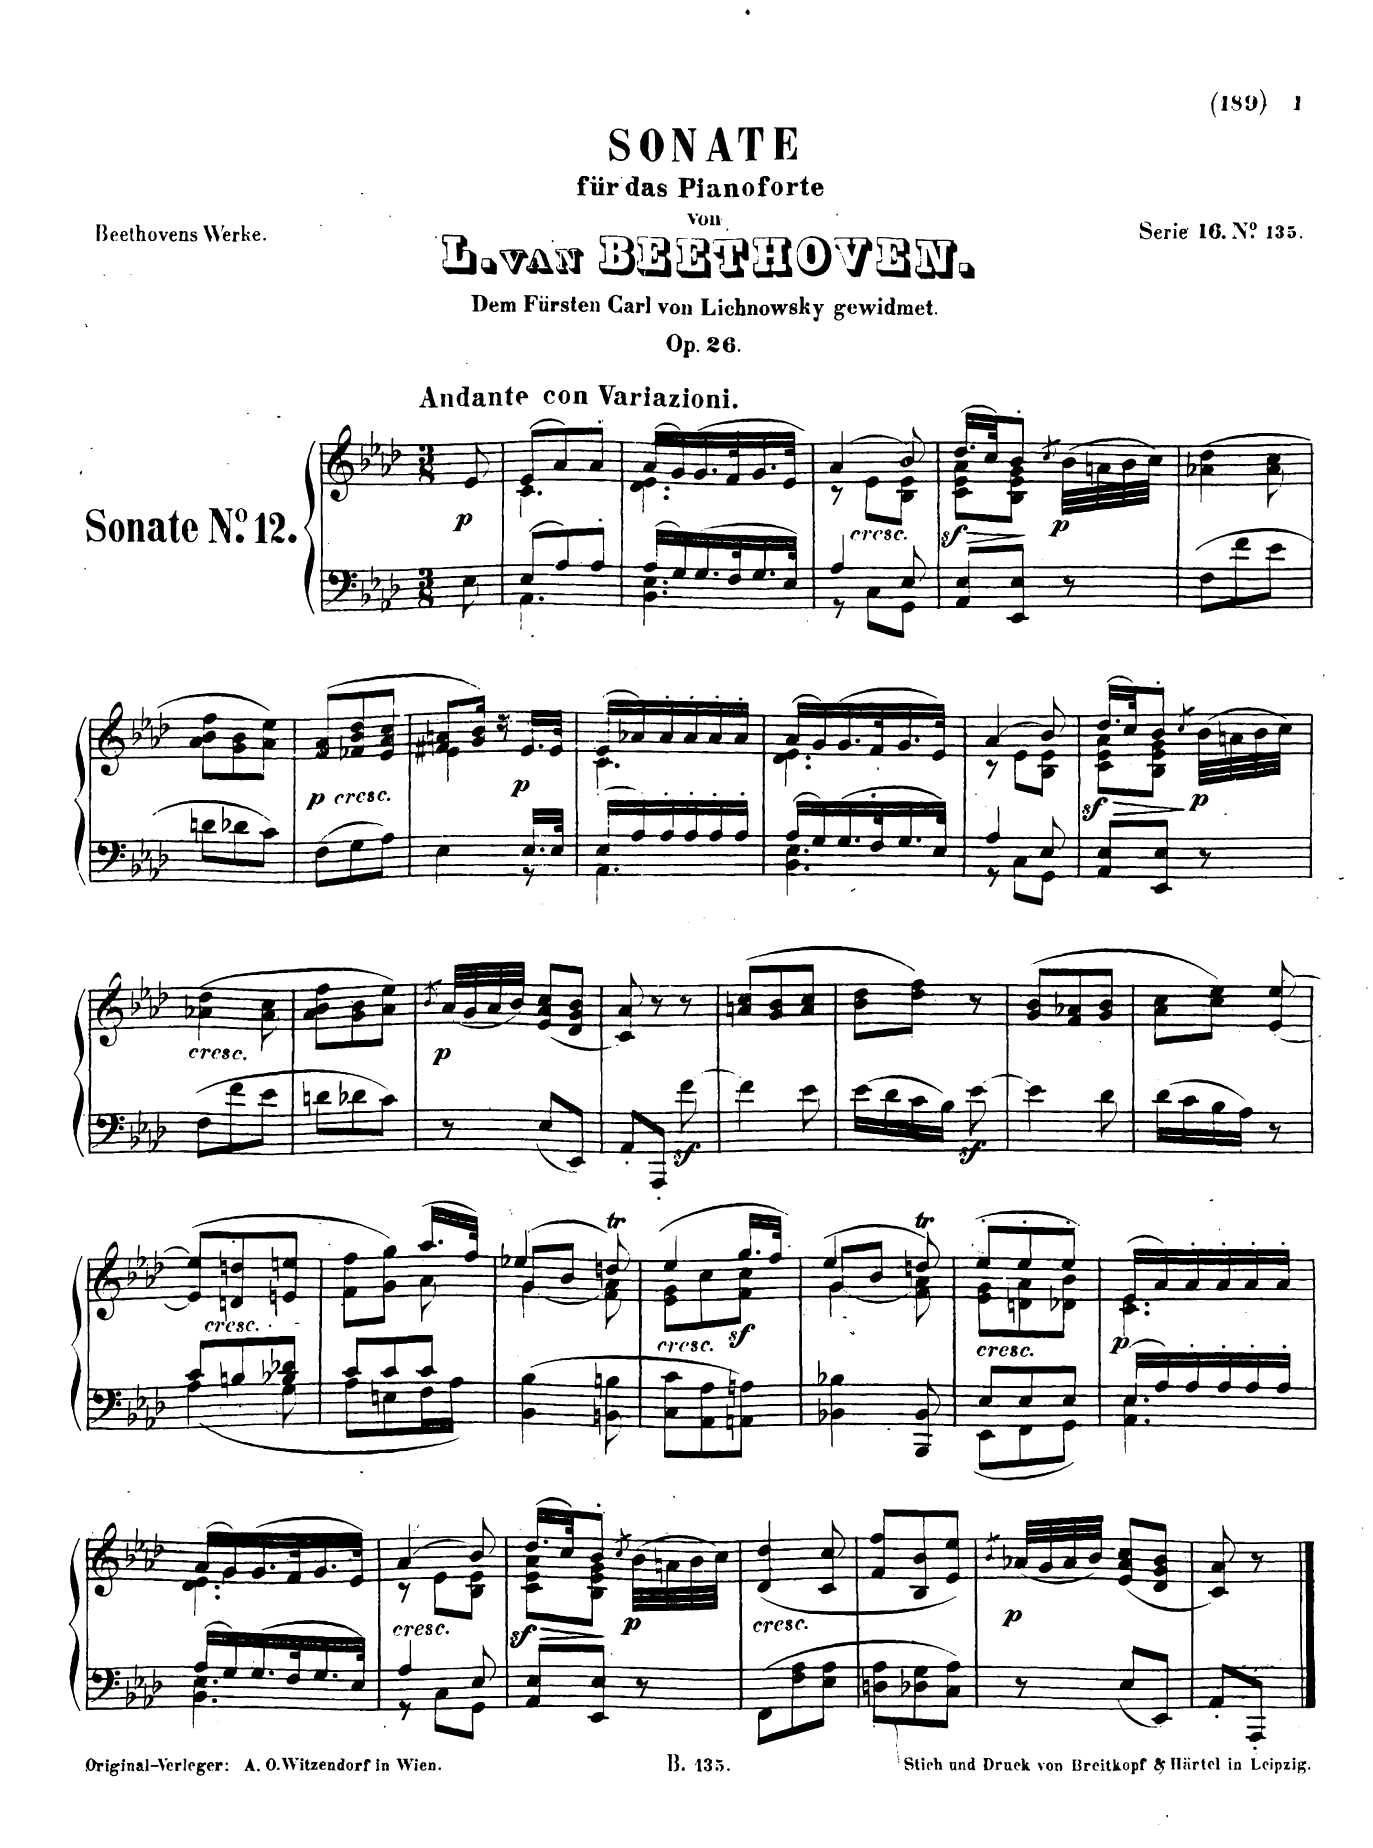 (189) 1
SONATE
für das Pianoforte
von
Beethovens Werke.
L. VAN BEETHOVEN.
Serie 16. Nº 135.
Dem Fürsten Carl von Lichnowsky gewidmet.
Op. 26.
Andante con Variazioni.
Sonate Nº 12.
3 8
p cresc. sf p
3 8
p cresc. p sf p
cresc. p
sf sf
tr tr
cresc. cresc. sf cresc. p
cresc. sf p cresc. p
Original-Verleger: A. O. Witzendorf in Wien.
B. 135.
Stich und Druck von Breitkopf & Härtel in Leipzig.